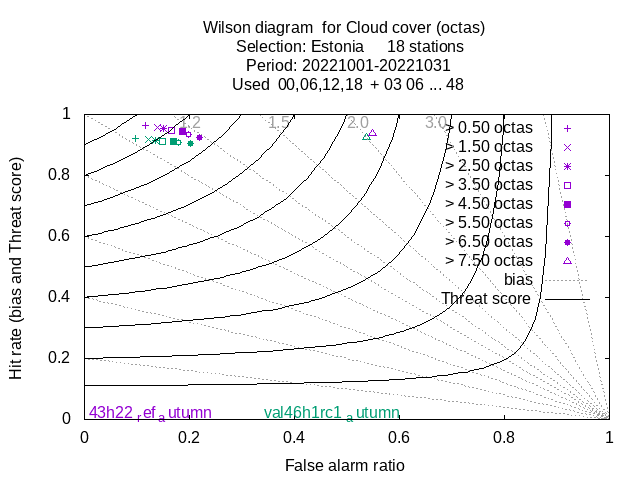 Wilson diagram for Cloud cover (octas)
Selection: Estonia 18 stations
Period: 20221001-20221031
Used 00,06,12,18 + 03 06 ... 48
Hit rate (bias and Threat score)
1
0.8
0.6
0.4
0.2
0
1.2
1.5
2.0
3.0
> 0.50 octas
> 1.50 octas
> 2.50 octas
> 3.50 octas
> 4.50 octas
> 5.50 octas
> 6.50 octas
> 7.50 octas
bias
Threat score
43h22refautumn val46h1rc1autumn
0 0.2 0.4 0.6 0.8 1
False alarm ratio